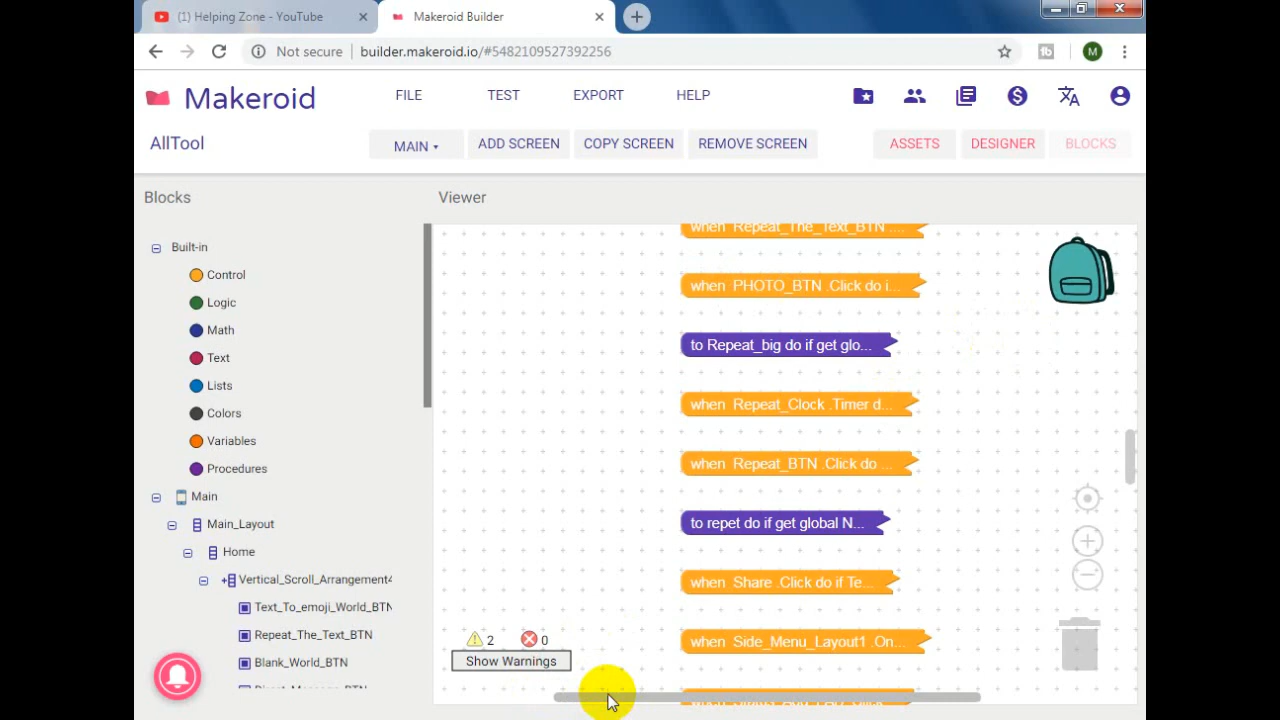 (1) Helping Zone - YouTube
Makeroid Builder
Not secure
builder.makeroid.io/#5482109527392256
M
Makeroid
FILE
TEST
EXPORT
HELP
AllTool
MAIN
ADD SCREEN
COPY SCREEN
REMOVE SCREEN
ASSETS
DESIGNER
BLOCKS
Blocks
Viewer
Built-in
Control
Logic
Math
Text
Lists
Colors
Variables
Procedures
Main
Main_Layout
Home
Vertical_Scroll_Arrangement4
Text_To_emoji_World_BTN
Repeat_The_Text_BTN
Blank_World_BTN
when Repeat_The_Text_BTN ....
when PHOTO_BTN .Click do i...
to Repeat_big do if get glo...
when Repeat_Clock .Timer d...
when Repeat_BTN .Click do ...
to repet do if get global N...
when Share .Click do if Te...
when Side_Menu_Layout1 .On...
2
0
Show Warnings